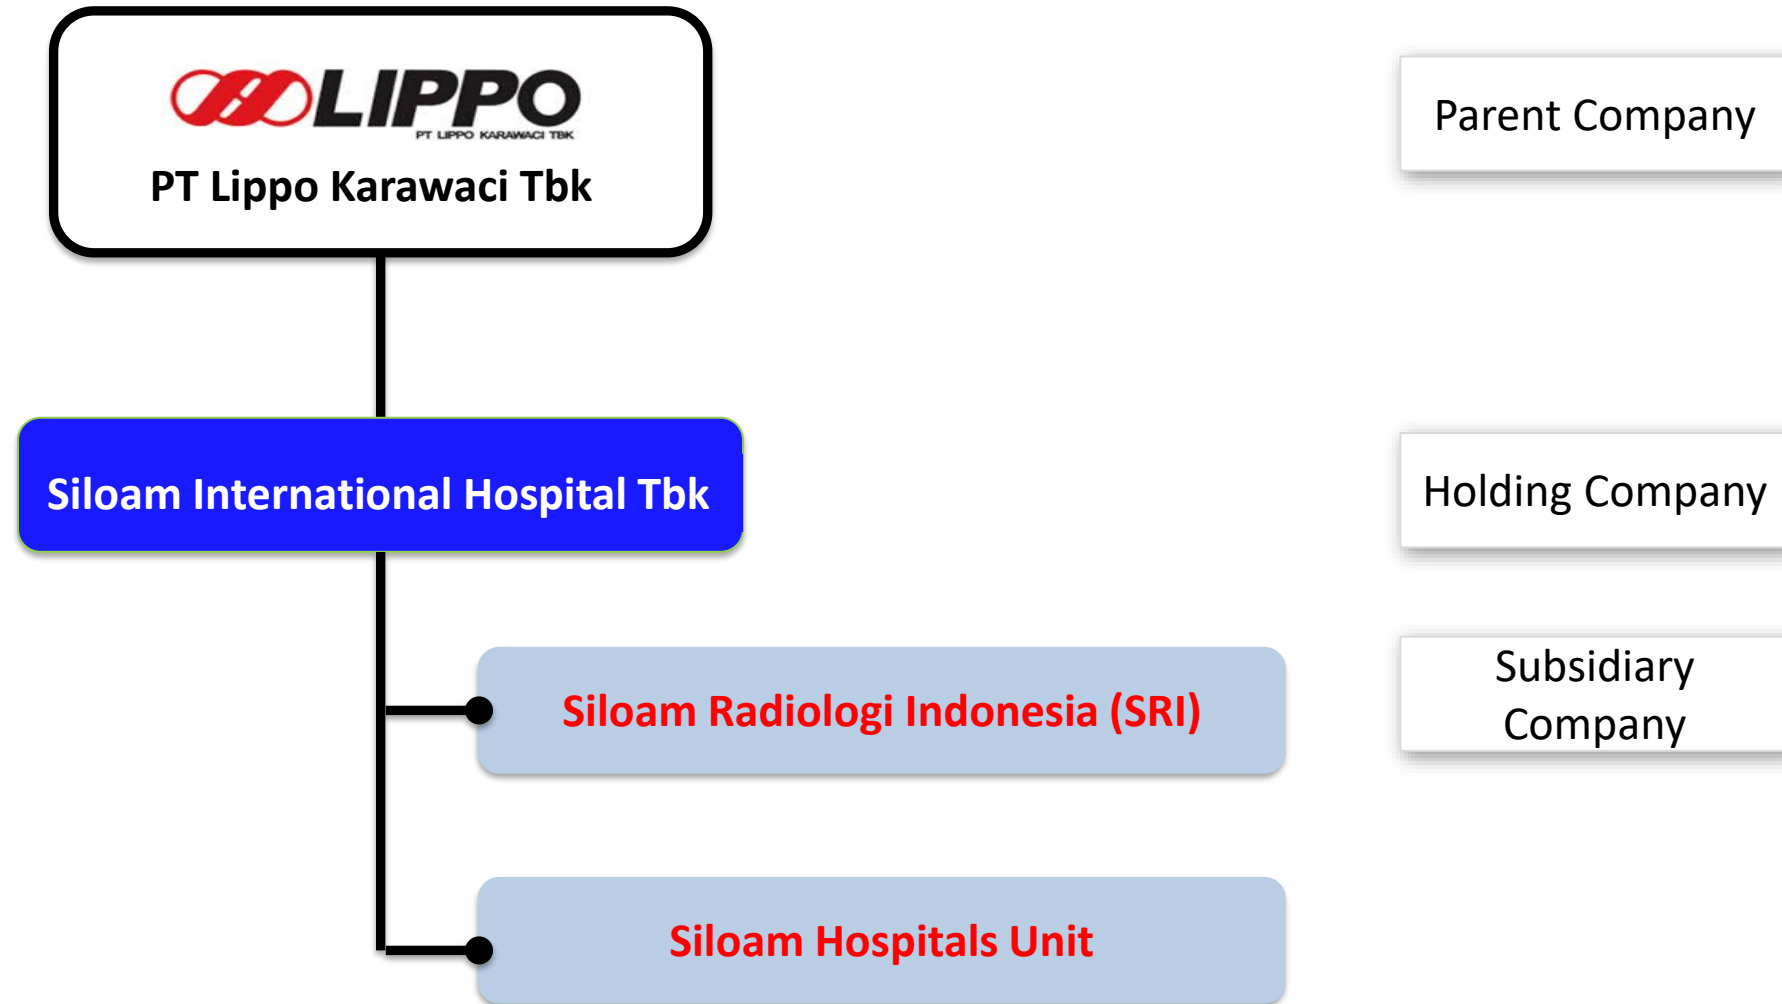 LIPPO
PT LIPPO KARAWACI TBK
PT Lippo Karawaci Tbk
Parent Company
Siloam International Hospital Tbk
Holding Company
Siloam Radiologi Indonesia (SRI)
Subsidiary
Company
Siloam Hospitals Unit